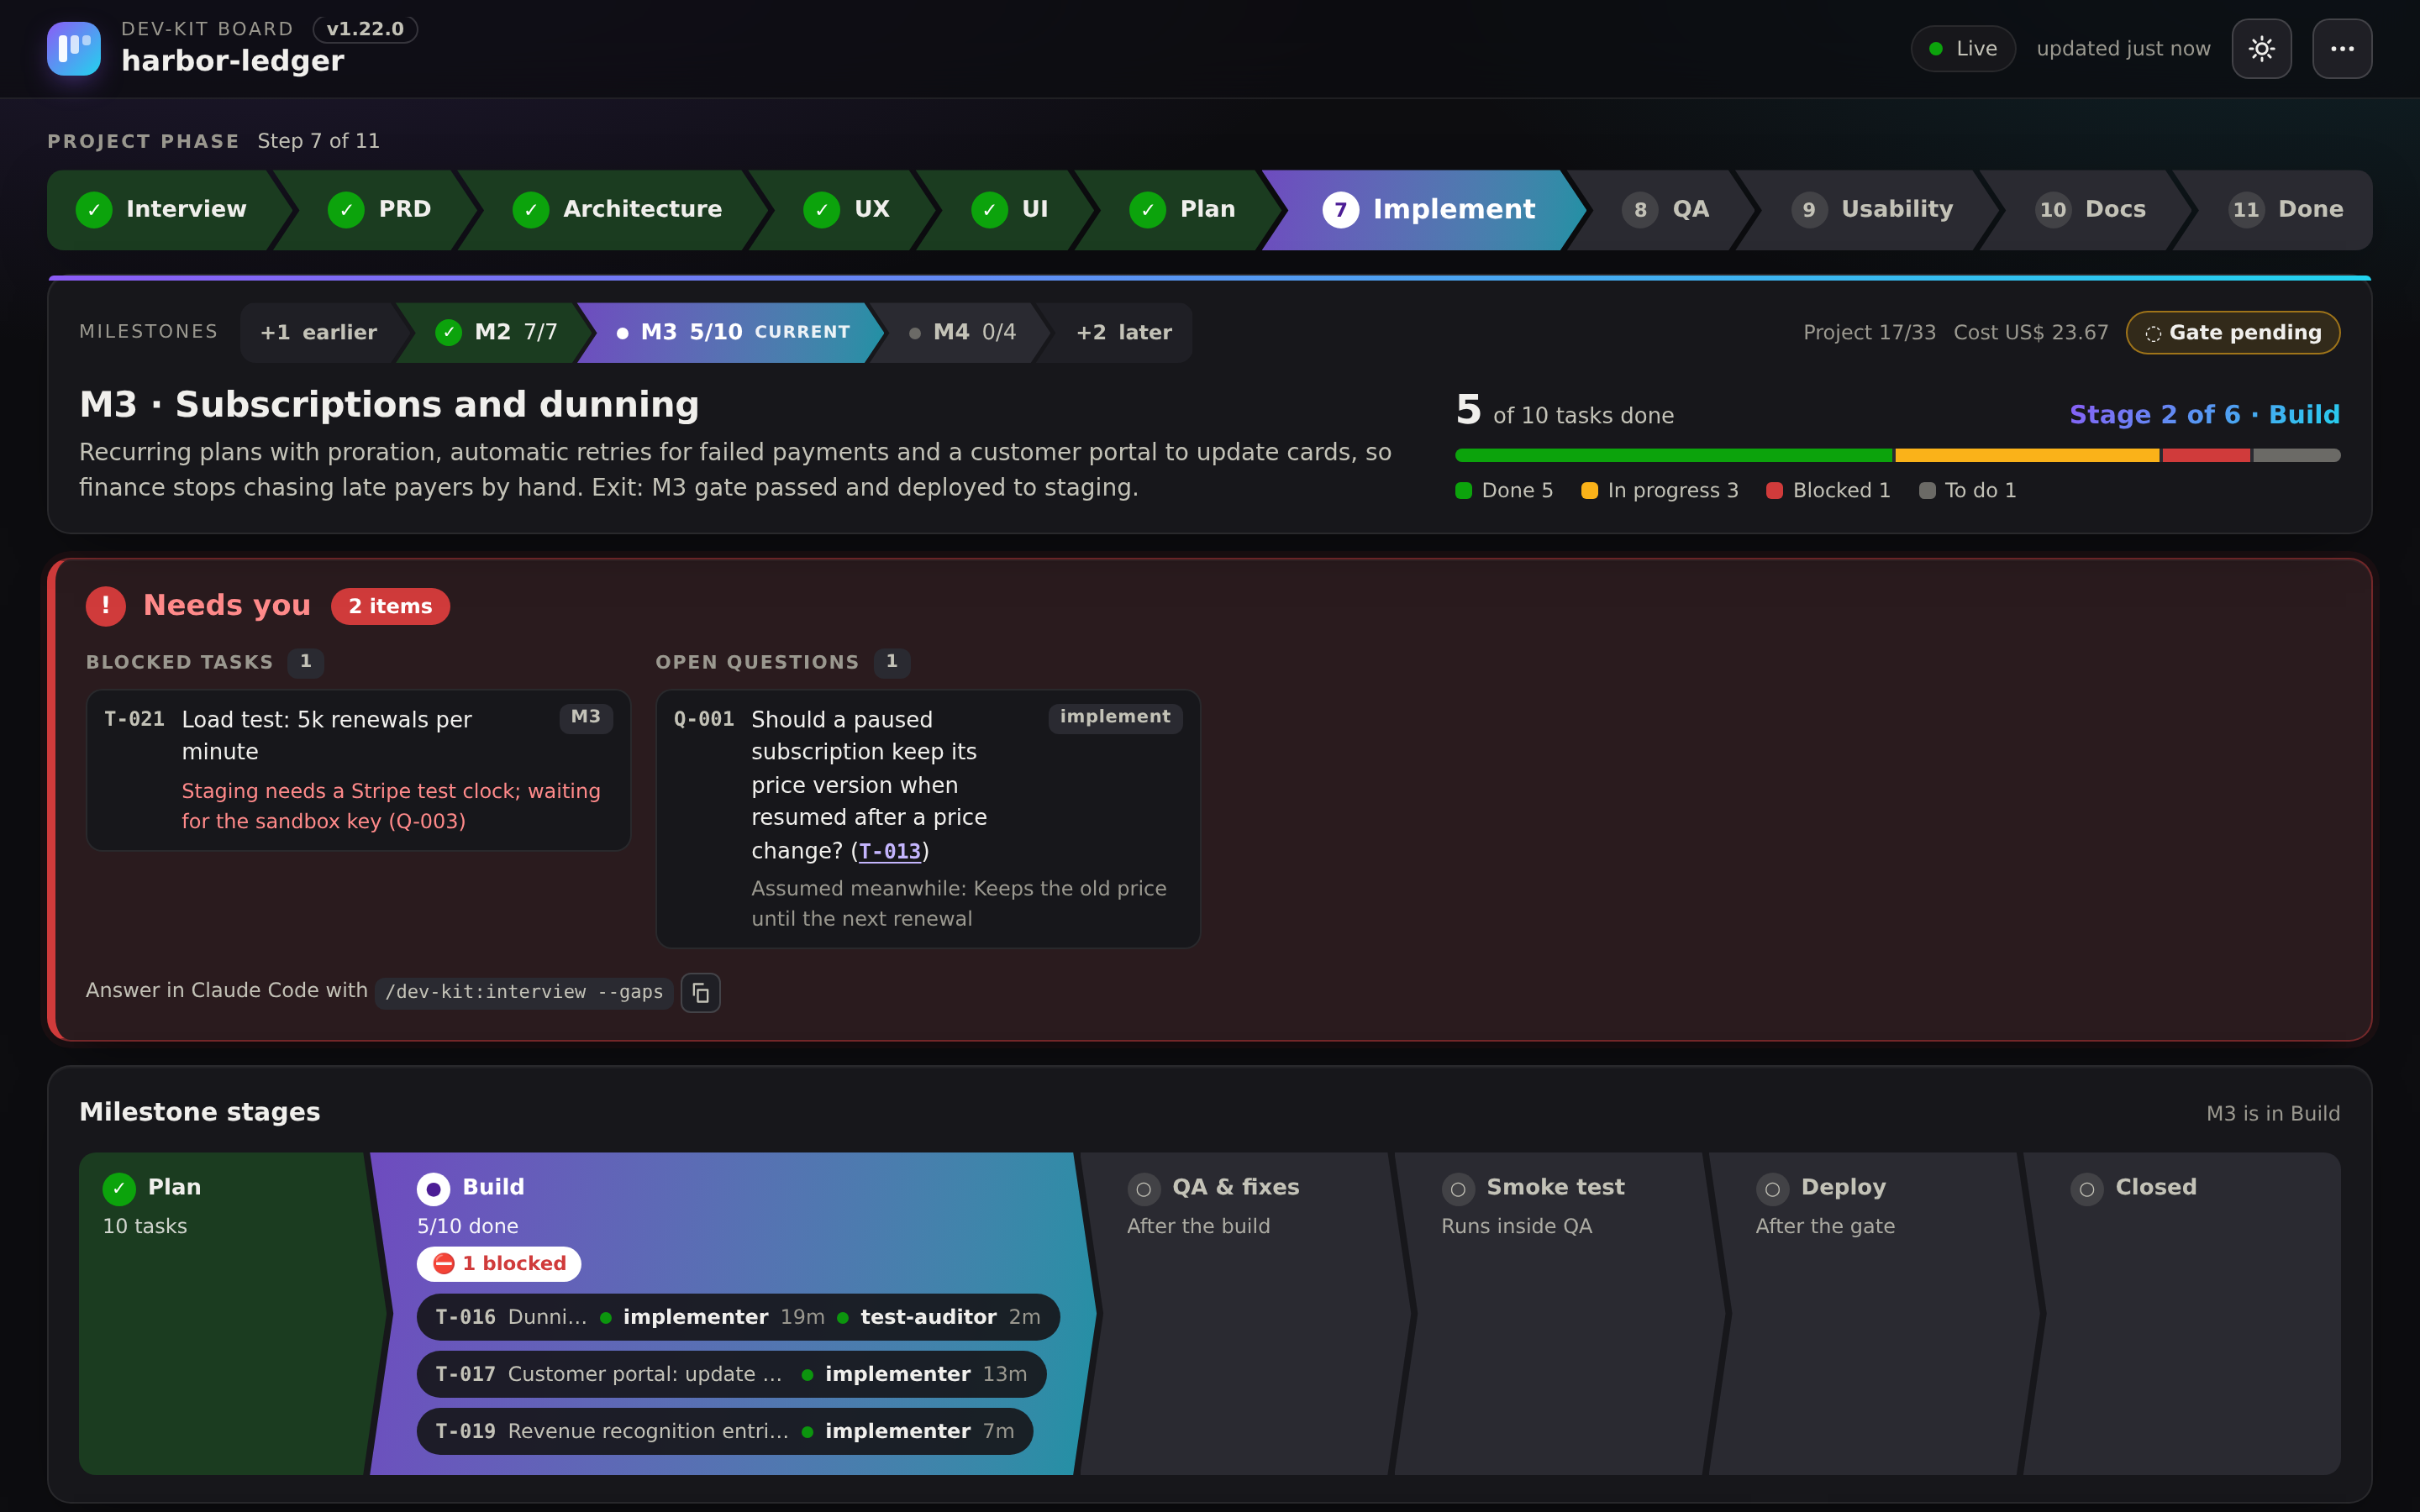 DEV-KIT BOARD v1.22.0
harbor-ledger
Live updated just now
PROJECT PHASE Step 7 of 11
✓ Interview ✓ PRD ✓ Architecture ✓ UX ✓ UI ✓ Plan 7 Implement 8 QA 9 Usability 10 Docs 11 Done
MILESTONES +1 earlier ✓ M2 7/7 M3 5/10 CURRENT M4 0/4 +2 later
Project 17/33 Cost US$ 23.67 Gate pending
M3 · Subscriptions and dunning
Recurring plans with proration, automatic retries for failed payments and a customer portal to update cards, so
finance stops chasing late payers by hand. Exit: M3 gate passed and deployed to staging.
5 of 10 tasks done Stage 2 of 6 · Build
Done 5 In progress 3 Blocked 1 To do 1
! Needs you 2 items
BLOCKED TASKS 1
T-021 Load test: 5k renewals per M3
minute
Staging needs a Stripe test clock; waiting
for the sandbox key (Q-003)
OPEN QUESTIONS 1
Q-001 Should a paused implement
subscription keep its
price version when
resumed after a price
change? (T-013)
Assumed meanwhile: Keeps the old price
until the next renewal
Answer in Claude Code with /dev-kit:interview --gaps
Milestone stages M3 is in Build
✓ Plan
10 tasks
Build
5/10 done
⛔ 1 blocked
T-016 Dunni… implementer 19m test-auditor 2m
T-017 Customer portal: update … implementer 13m
T-019 Revenue recognition entri… implementer 7m
QA & fixes
After the build
Smoke test
Runs inside QA
Deploy
After the gate
Closed